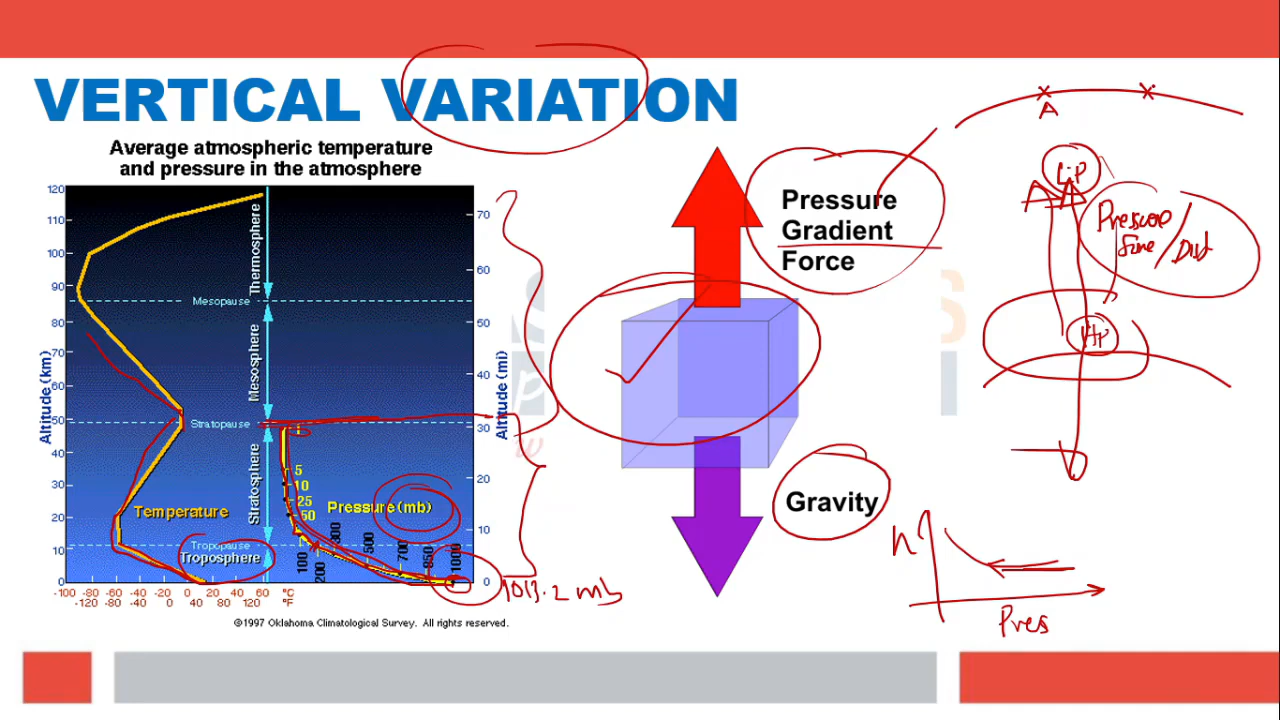 VERTICAL VARIATION
Average atmospheric temperature
and pressure in the atmosphere
120
110
100
90
80
70
60
50
40
30
20
10
0
Altitude (km)
70
60
50
40
30
20
10
0
Altitude (mi)
Thermosphere
Mesopause
Mesosphere
Stratopause
Stratosphere
Tropopause
Troposphere
Temperature
Pressure (mb)
1
5
10
25
50
100
200
300
500
700
850
1000
-100 -80 -60 -40 -20 0 20 40 60 °C
-120 -80 -40 0 40 80 120 °F
©1997 Oklahoma Climatological Survey. All rights reserved.
1013.2 mb
Pressure
Gradient
Force
Gravity
A
L.P
Pressure
/ Dist
HP
h
Pres